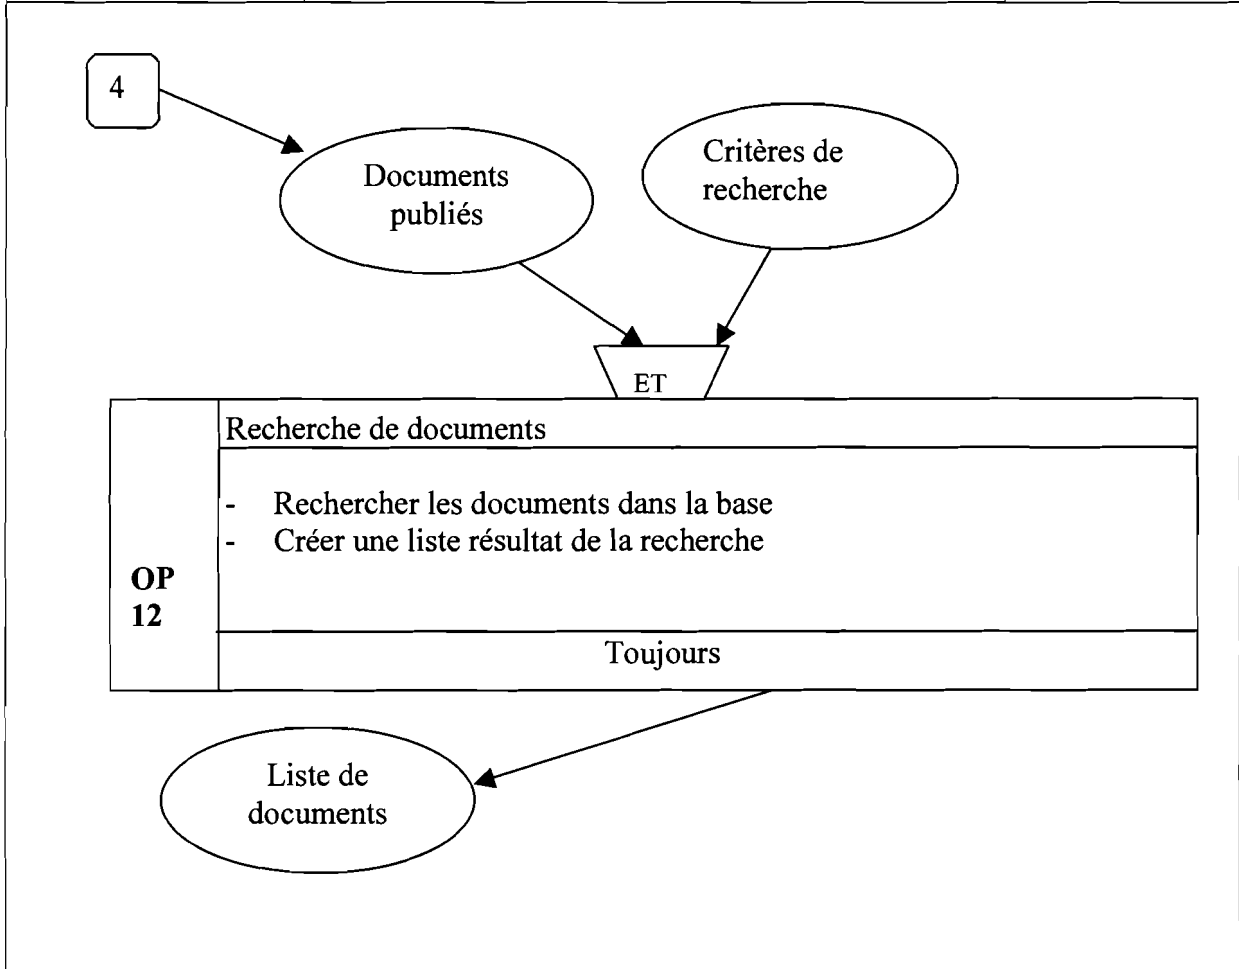 4
Documents
publiés
Critères de
recherche
ET
Recherche de documents
- Rechercher les documents dans la base
- Créer une liste résultat de la recherche
OP
12
Toujours
Liste de
documents